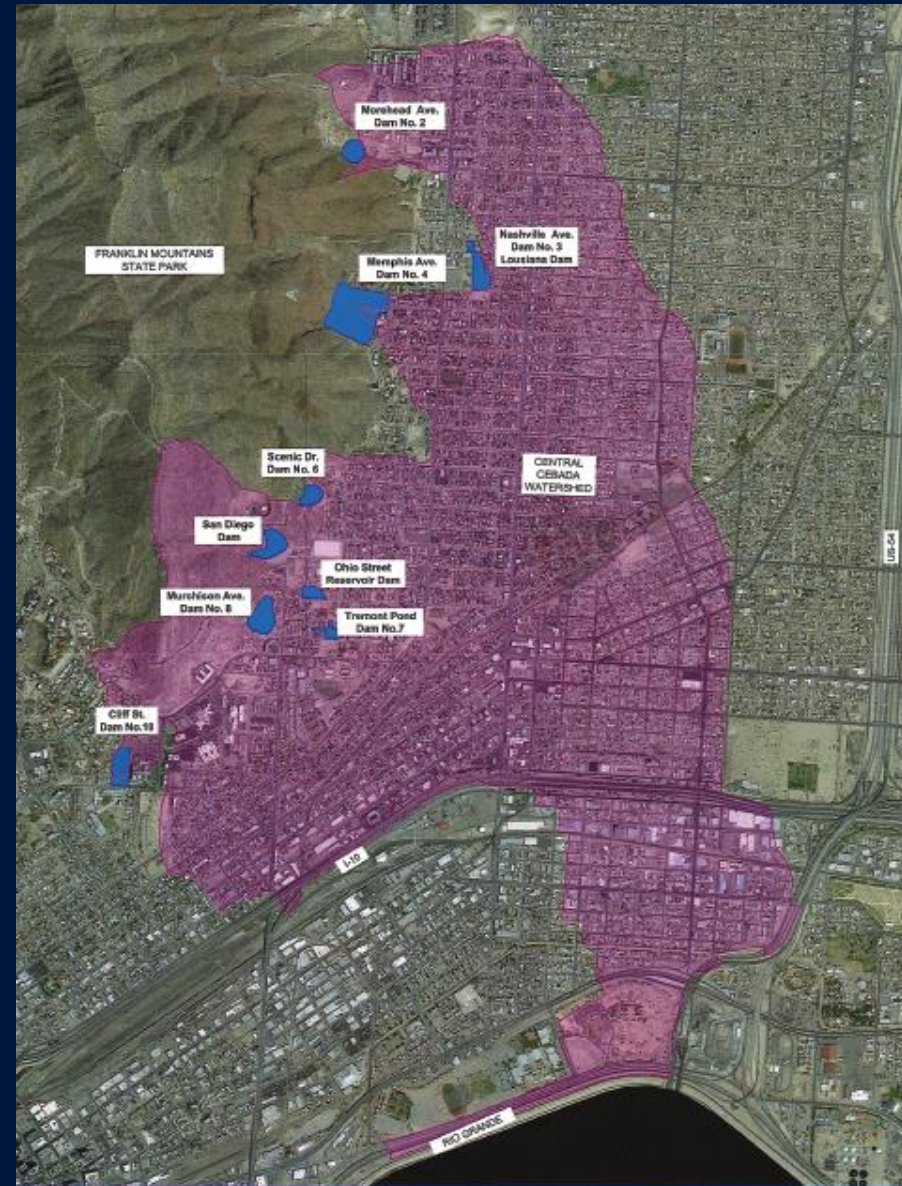 Morehead Ave.
Dam No. 2
Nashville Ave.
Dam No. 3
Lousiana Dam
FRANKLIN MOUNTAINS
STATE PARK
Memphis Ave.
Dam No. 4
Scenic Dr.
Dam No. 6
CENTRAL
CEBADA
WATERSHED
San Diego
Dam
US-54
Ohio Street
Reservoir Dam
Murchison Ave.
Dam No. 8
Tremont Pond
Dam No.7
Cliff St.
Dam No.10
I-10
RIO GRANDE